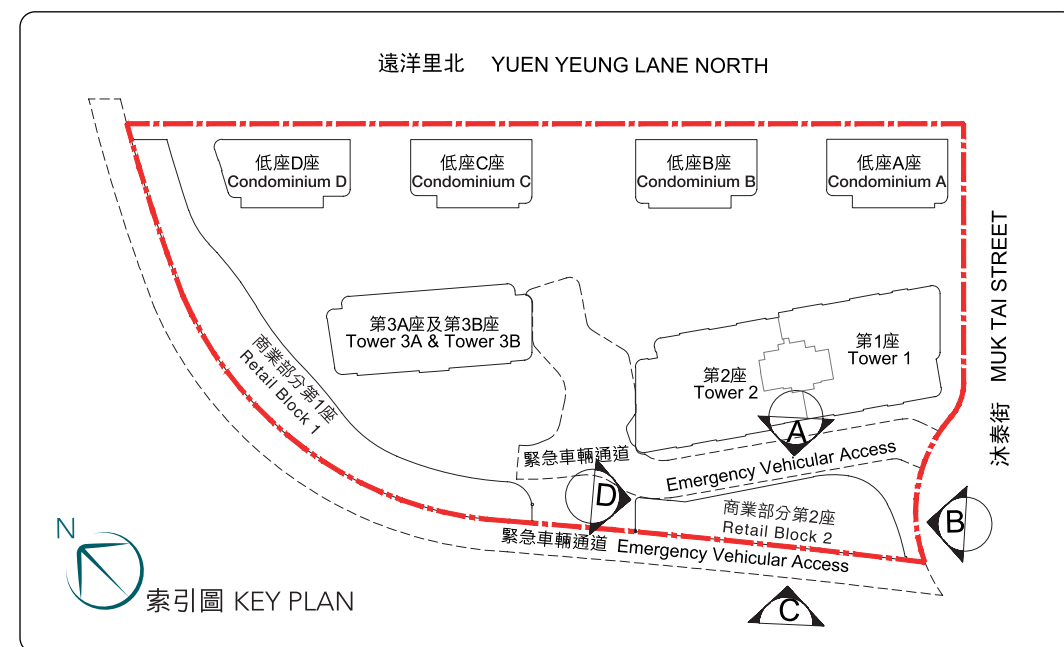 遠洋里北 YUEN YEUNG LANE NORTH
低座D座
Condominium D
低座C座
Condominium C
低座B座
Condominium B
低座A座
Condominium A
沐泰街 MUK TAI STREET
第3A座及第3B座
Tower 3A & Tower 3B
第1座
Tower 1
第2座
Tower 2
商業部分第1座
Retail Block 1
A
緊急車輛通道 Emergency Vehicular Access
D
商業部分第2座
Retail Block 2
B
緊急車輛通道 Emergency Vehicular Access
C
N
索引圖 KEY PLAN